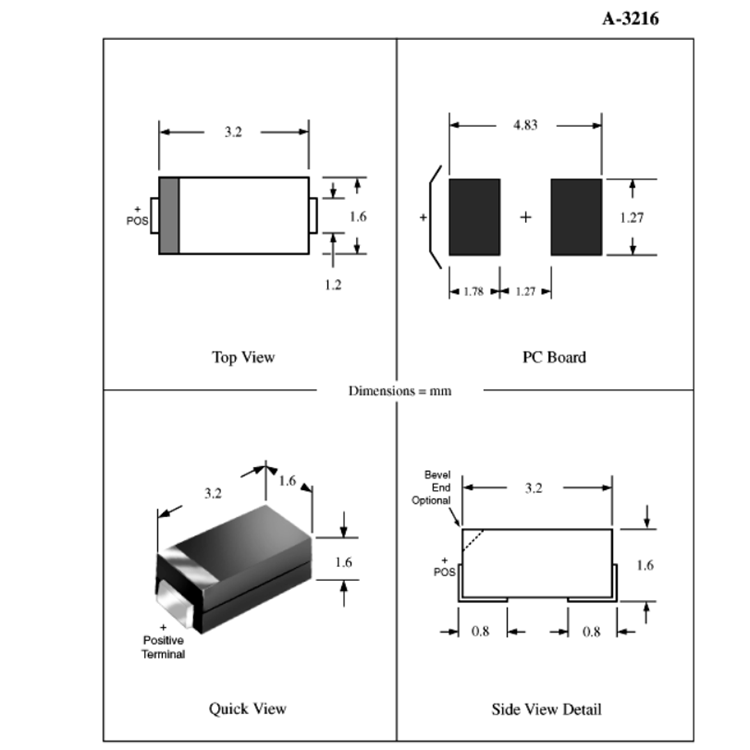 A-3216
3.2
+
POS
1.6
1.2
Top View
4.83
+
+
1.27
1.78
1.27
PC Board
Dimensions = mm
3.2
1.6
1.6
+
Positive
Terminal
Quick View
Bevel
End
Optional
3.2
+
POS
1.6
0.8
0.8
Side View Detail